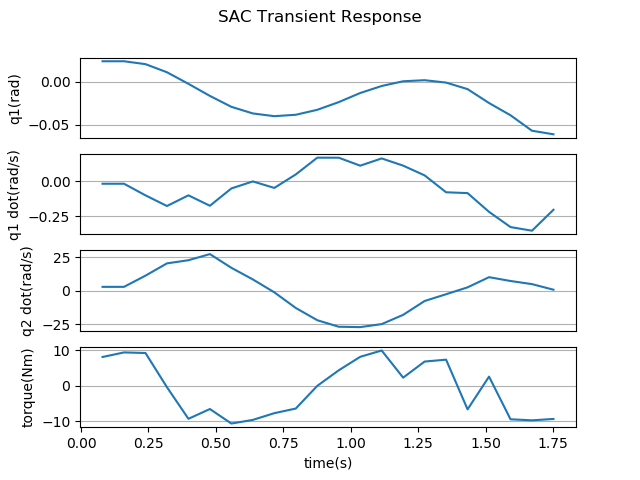 SAC Transient Response
q1(rad)
0.00
−0.05
q1 dot(rad/s)
0.00
−0.25
q2 dot(rad/s)
25
0
−25
torque(Nm)
10
0
−10
0.00 0.25 0.50 0.75 1.00 1.25 1.50 1.75
time(s)